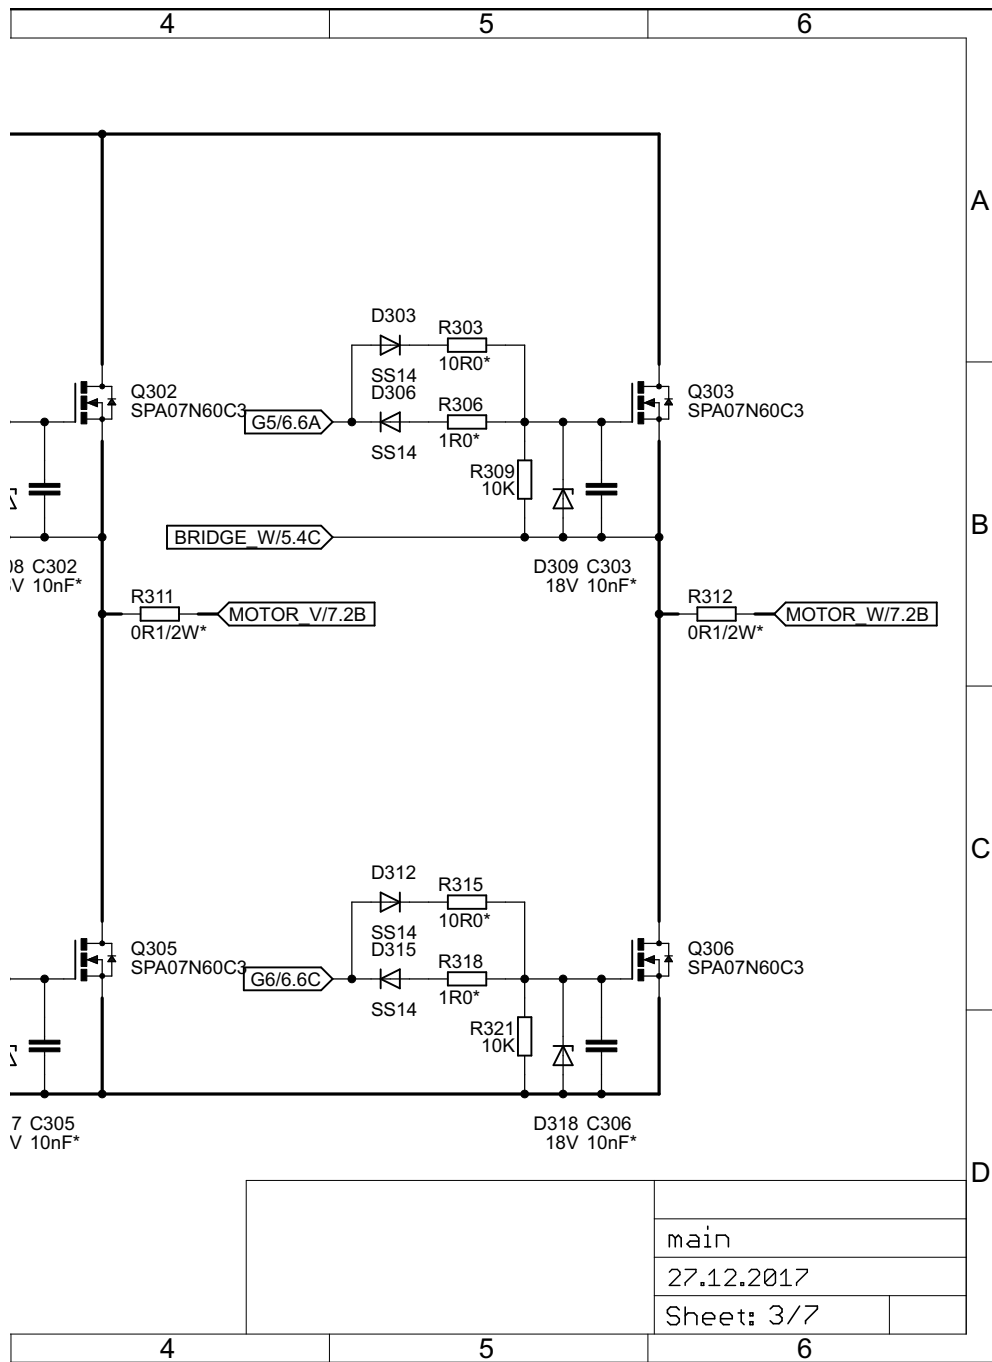 4 5 6
A
D303
R303
10R0*
SS14
Q302
SPA07N60C3
D306
R306
Q303
SPA07N60C3
G5/6.6A
1R0*
SS14
R309
10K
BRIDGE_W/5.4C
B
08 C302
V 10nF*
D309 C303
18V 10nF*
R311
MOTOR_V/7.2B
0R1/2W*
R312
MOTOR_W/7.2B
0R1/2W*
C
D312
R315
10R0*
SS14
Q305
SPA07N60C3
D315
R318
Q306
SPA07N60C3
G6/6.6C
1R0*
SS14
R321
10K
7 C305
V 10nF*
D318 C306
18V 10nF*
D
main
27.12.2017
Sheet: 3/7
4 5 6